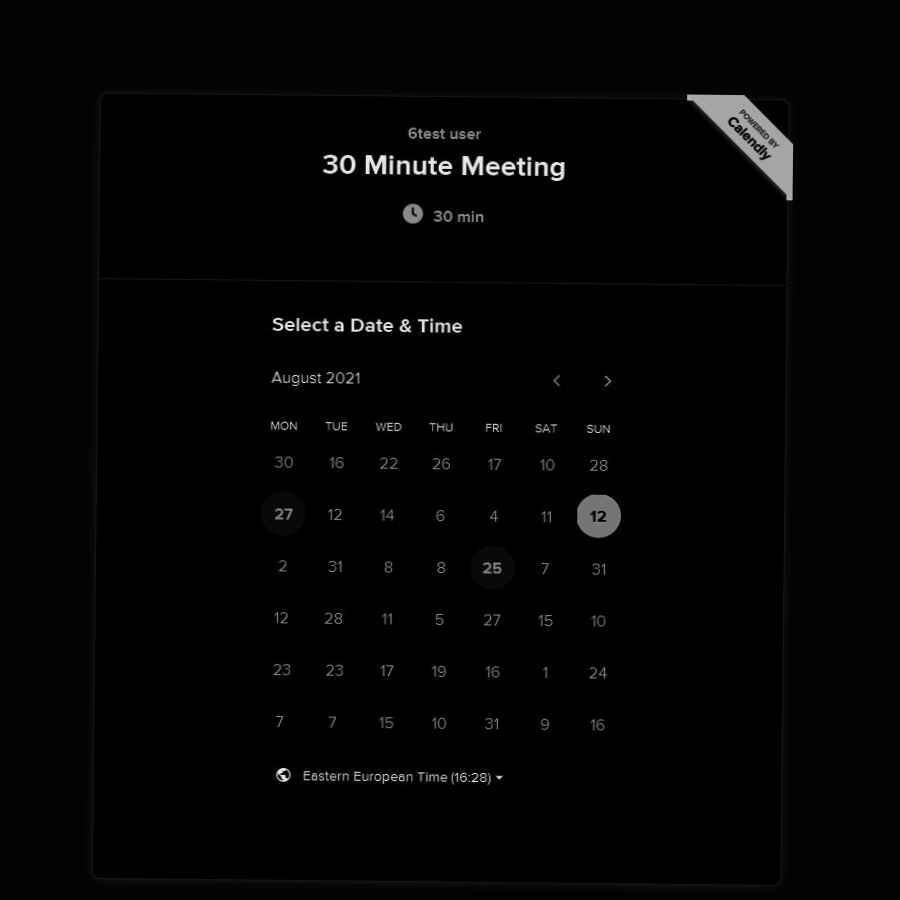 POWERED BY
Calendly
6test user
30 Minute Meeting
30 min
Select a Date & Time
August 2021
MON TUE WED THU FRI SAT SUN
30 16 22 26 17 10 28
27 12 14 6 4 11 12
2 31 8 8 25 7 31
12 28 11 5 27 15 10
23 23 17 19 16 1 24
7 7 15 10 31 9 16
Eastern European Time (16:28)